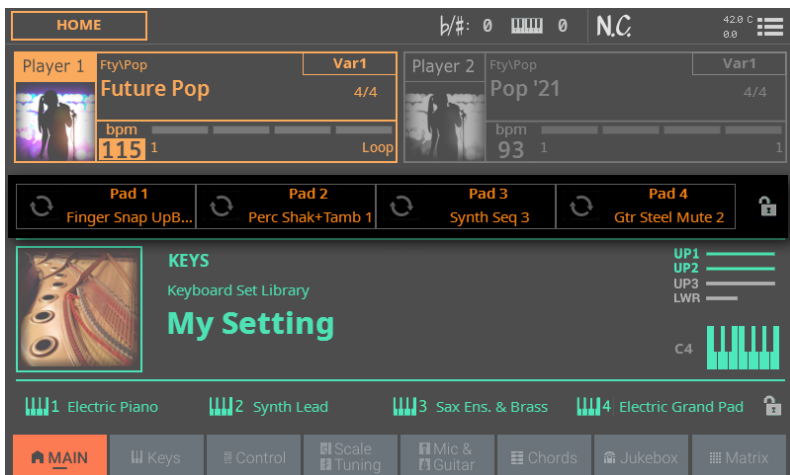 HOME
♭/♯: 0
0
N.C.
42.0 C
0.0
Player 1
Fty\Pop
Var1
Future Pop
4/4
bpm
115 1
Loop
Player 2
Fty\Pop
Var1
Pop '21
4/4
bpm
93 1
1
Pad 1
Finger Snap UpB...
Pad 2
Perc Shak+Tamb 1
Pad 3
Synth Seq 3
Pad 4
Gtr Steel Mute 2
KEYS
Keyboard Set Library
My Setting
UP1
UP2
UP3
LWR
C4
1 Electric Piano
2 Synth Lead
3 Sax Ens. & Brass
4 Electric Grand Pad
MAIN
Keys
Control
Scale
Tuning
Mic &
Guitar
Chords
Jukebox
Matrix